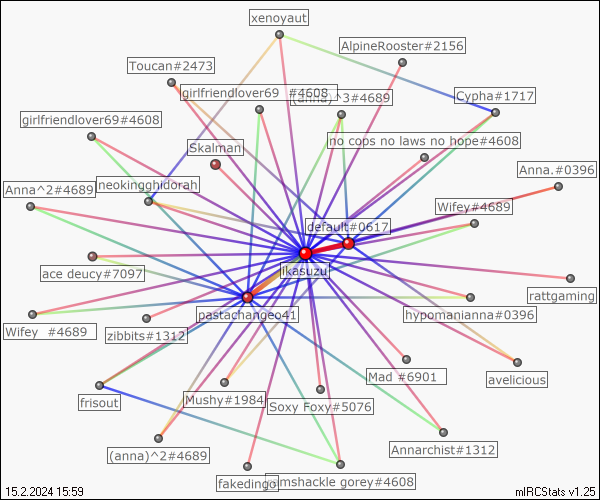 xenoyaut
AlpineRooster#2156
Toucan#2473
girlfriendlover69 #4608
(anna)^3#4689
Cypha#1717
girlfriendlover69#4608
no cops no laws no hope#4608
Skalman
Anna.#0396
Anna^2#4689
neokingghidorah
Wifey#4689
default#0617
ace deucy#7097
jikasuzu
rattgaming
pastachangeo41
hypomanianna#0396
Wifey #4689
zibbits#1312
Mad #6901
avelicious
frisout
Mushy#1984
Soxy Foxy#5076
Annarchist#1312
(anna)^2#4689
fakedingo
gorey#4608
15.2.2024 15:59
mIRCStats v1.25